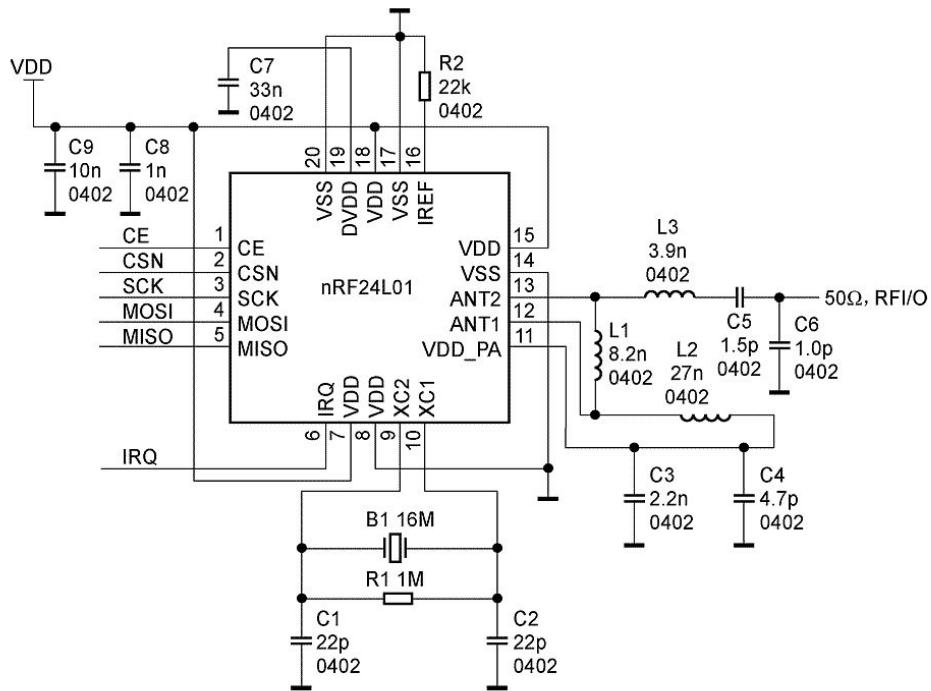 VDD
C7
33n
0402
R2
22k
0402
C9
10n
0402
C8
1n
0402
20
19
18
17
16
VSS
DVDD
VDD
VSS
IREF
CE
CSN
SCK
MOSI
MISO
1
2
3
4
5
CE
CSN
SCK
MOSI
MISO
nRF24L01
VDD
VSS
ANT2
ANT1
VDD_PA
15
14
13
12
11
IRQ
VDD
VDD
XC2
XC1
6
7
8
9
10
IRQ
L3
3.9n
0402
50Ω, RFI/O
L1
8.2n
0402
C5
1.5p
0402
C6
1.0p
0402
L2
27n
0402
C3
2.2n
0402
C4
4.7p
0402
B1 16M
R1 1M
C1
22p
0402
C2
22p
0402